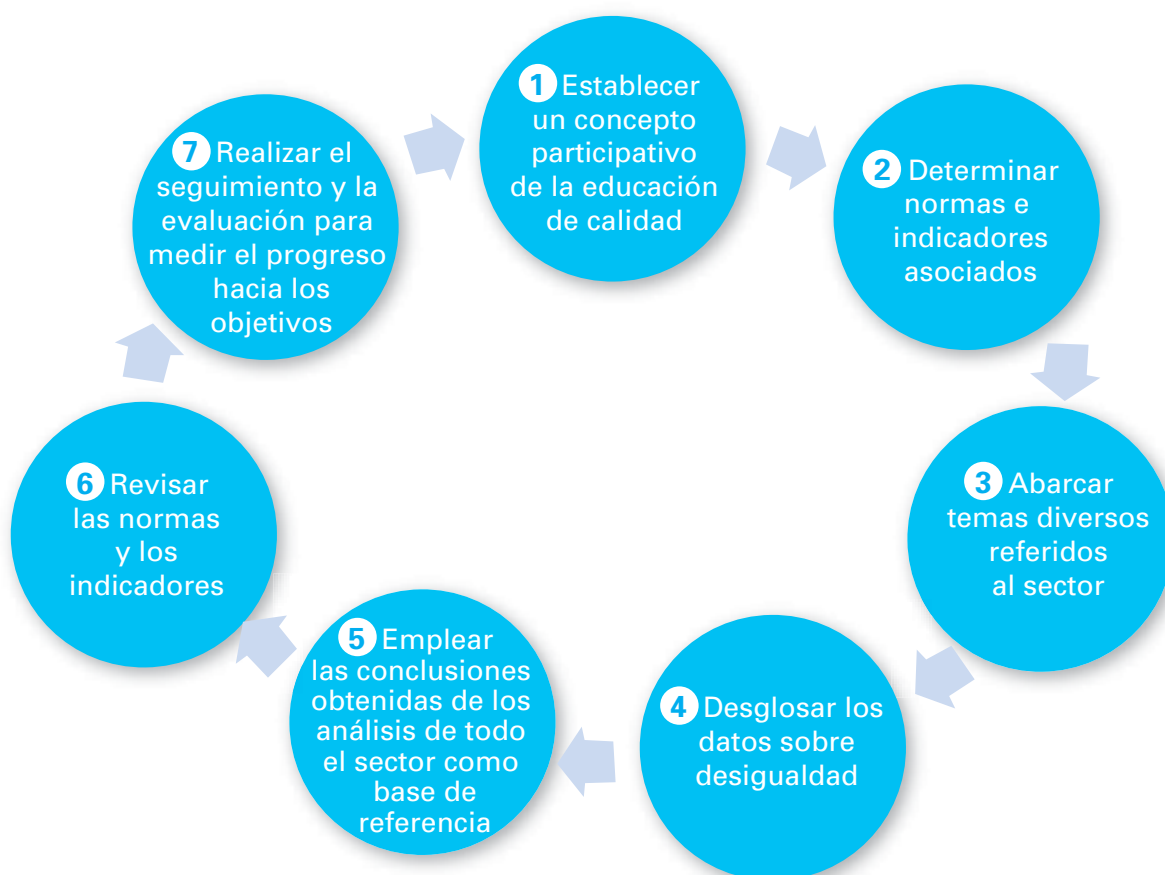 1 Establecer
un concepto
participativo
de la educación
de calidad
2 Determinar
normas e
indicadores
asociados
3 Abarcar
temas diversos
referidos
al sector
4 Desglosar los
datos sobre
desigualdad
5 Emplear
las conclusiones
obtenidas de los
análisis de todo
el sector como
base de
referencia
6 Revisar
las normas
y los
indicadores
7 Realizar el
seguimiento y la
evaluación para
medir el progreso
hacia los
objetivos